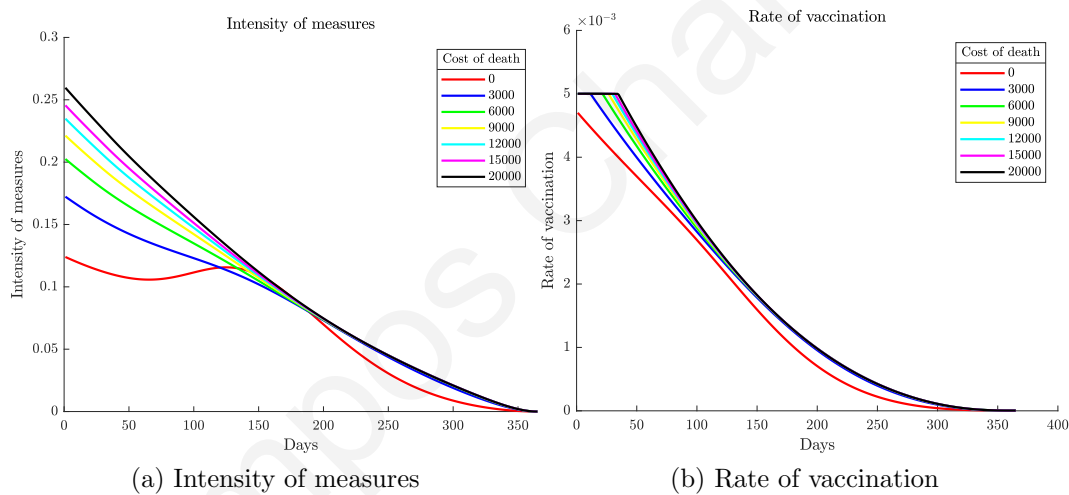 Intensity of measures
0.3
0.25
0.2
0.15
0.1
0.05
0
Intensity of measures
0 50 100 150 200 250 300 350
Days
Cost of death
0
3000
6000
9000
12000
15000
20000
(a) Intensity of measures
Rate of vaccination
×10⁻³
6
5
4
3
2
1
0
Rate of vaccination
0 50 100 150 200 250 300 350 400
Days
Cost of death
0
3000
6000
9000
12000
15000
20000
(b) Rate of vaccination